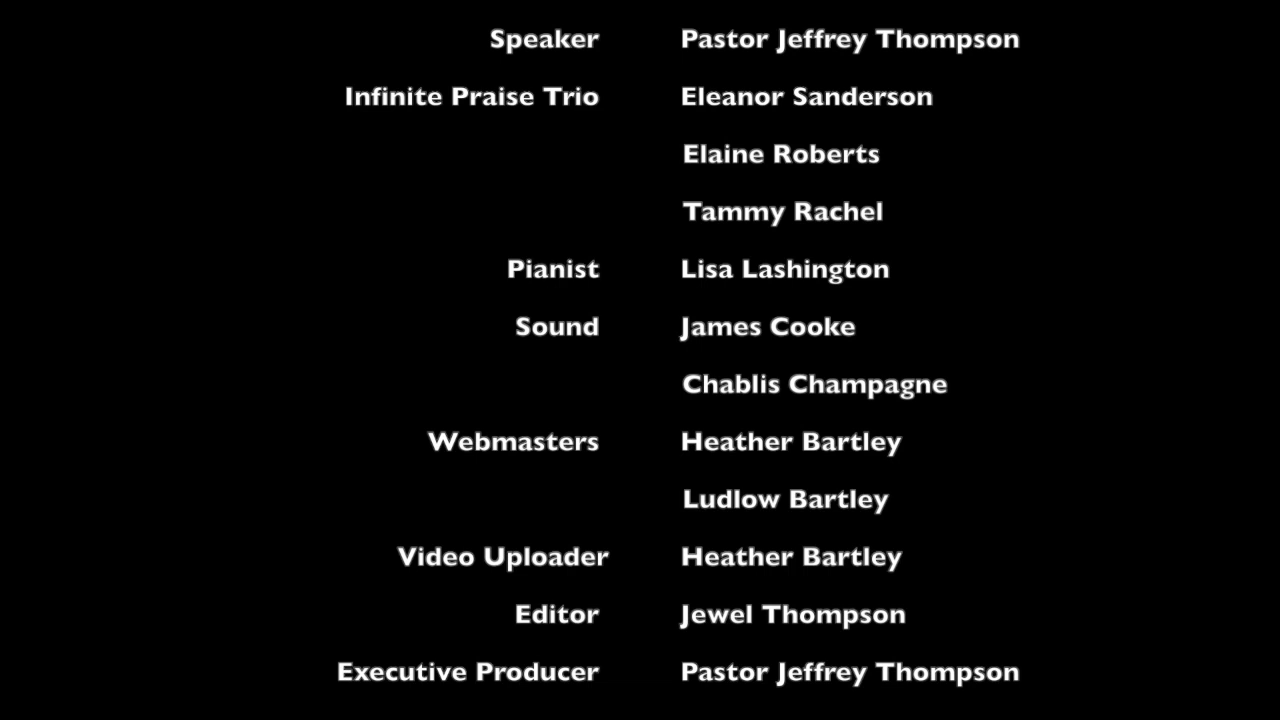 Speaker Pastor Jeffrey Thompson
Infinite Praise Trio Eleanor Sanderson
Elaine Roberts
Tammy Rachel
Pianist Lisa Lashington
Sound James Cooke
Chablis Champagne
Webmasters Heather Bartley
Ludlow Bartley
Video Uploader Heather Bartley
Editor Jewel Thompson
Executive Producer Pastor Jeffrey Thompson